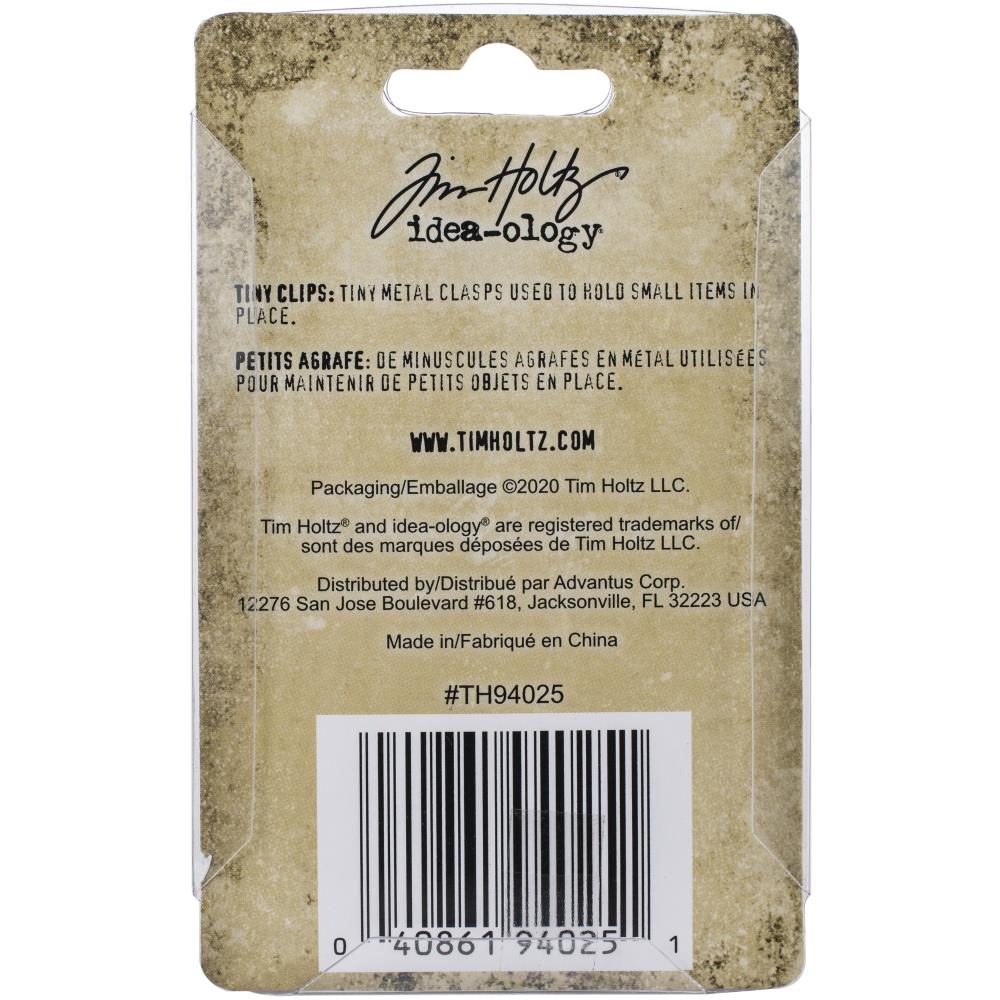 Tim Holtz®
idea-ology®
TINY CLIPS: TINY METAL CLASPS USED TO HOLD SMALL ITEMS IN
PLACE.
PETITS AGRAFE: DE MINUSCULES AGRAFES EN MÉTAL UTILISÉES
POUR MAINTENIR DE PETITS OBJETS EN PLACE.
WWW.TIMHOLTZ.COM
Packaging/Emballage ©2020 Tim Holtz LLC.
Tim Holtz® and idea-ology® are registered trademarks of/
sont des marques déposées de Tim Holtz LLC.
Distributed by/Distribué par Advantus Corp.
12276 San Jose Boulevard #618, Jacksonville, FL 32223 USA
Made in/Fabriqué en China
#TH94025
0 40861 94025 1